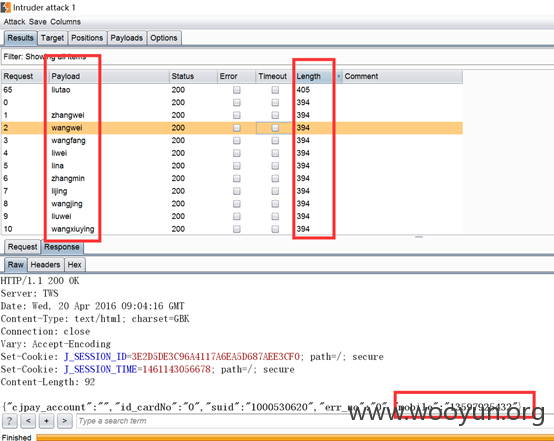 Intruder attack 1
Attack Save Columns
Results Target Positions Payloads Options
Filter: Showing all items
Request Payload Status Error Timeout Length Comment
65 liutao 200 405
0 200 394
1 zhangwei 200 394
2 wangwei 200 394
3 wangfang 200 394
4 liwei 200 394
5 lina 200 394
6 zhangmin 200 394
7 lijing 200 394
8 wangjing 200 394
9 liuwei 200 394
10 wangxiuying 200 394
Request Response
Raw Headers Hex
HTTP/1.1 200 OK
Server: TWS
Date: Wed, 20 Apr 2016 09:04:16 GMT
Content-Type: text/html; charset=GBK
Connection: close
Vary: Accept-Encoding
Set-Cookie: J_SESSION_ID=3E2D5DE3C96A4117A6EA5D687AEE3CF0; path=/; secure
Set-Cookie: J_SESSION_TIME=1461143056678; path=/; secure
Content-Length: 92
{"cjpay_account":"","id_cardNo":"0","suid":"1000530620","err_no":"0","mobile":"13597925432"}
www.wooyun.org
? < + > Type a search term
Finished